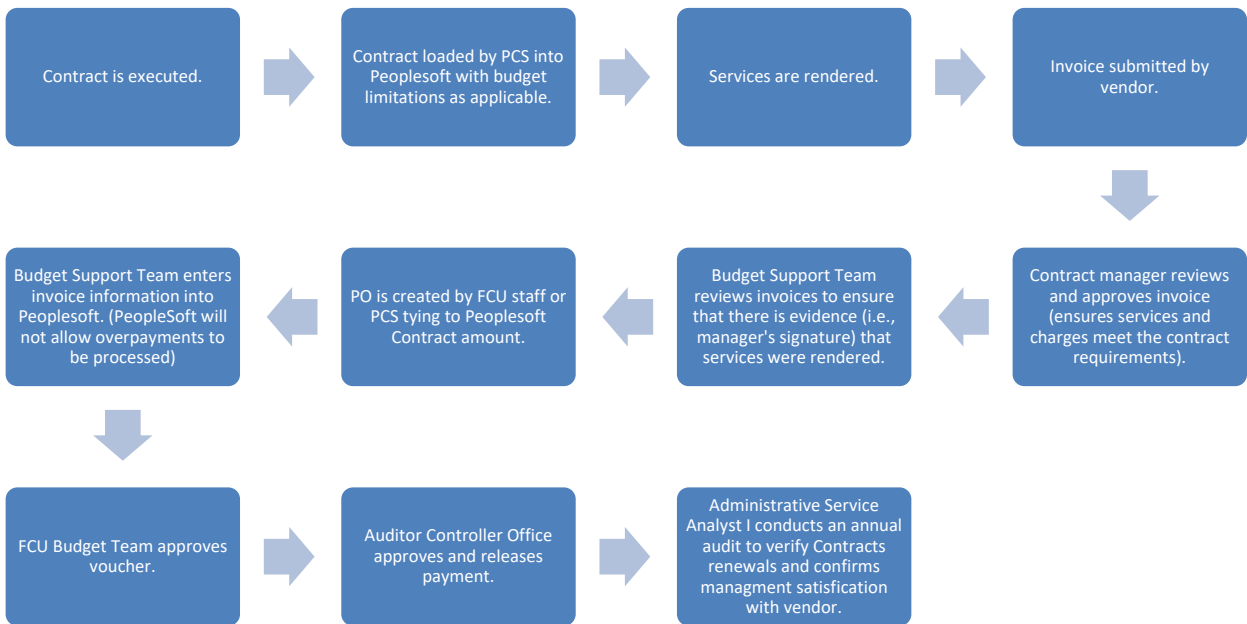 Contract is executed.
Contract loaded by PCS into
Peoplesoft with budget
limitations as applicable.
Services are rendered.
Invoice submitted by
vendor.
Contract manager reviews
and approves invoice
(ensures services and
charges meet the contract
requirements).
Budget Support Team
reviews invoices to ensure
that there is evidence (i.e.,
manager's signature) that
services were rendered.
PO is created by FCU staff or
PCS tying to Peoplesoft
Contract amount.
Budget Support Team enters
invoice information into
Peoplesoft. (PeopleSoft will
not allow overpayments to
be processed)
FCU Budget Team approves
voucher.
Auditor Controller Office
approves and releases
payment.
Administrative Service
Analyst I conducts an annual
audit to verify Contracts
renewals and confirms
managment satisfication
with vendor.